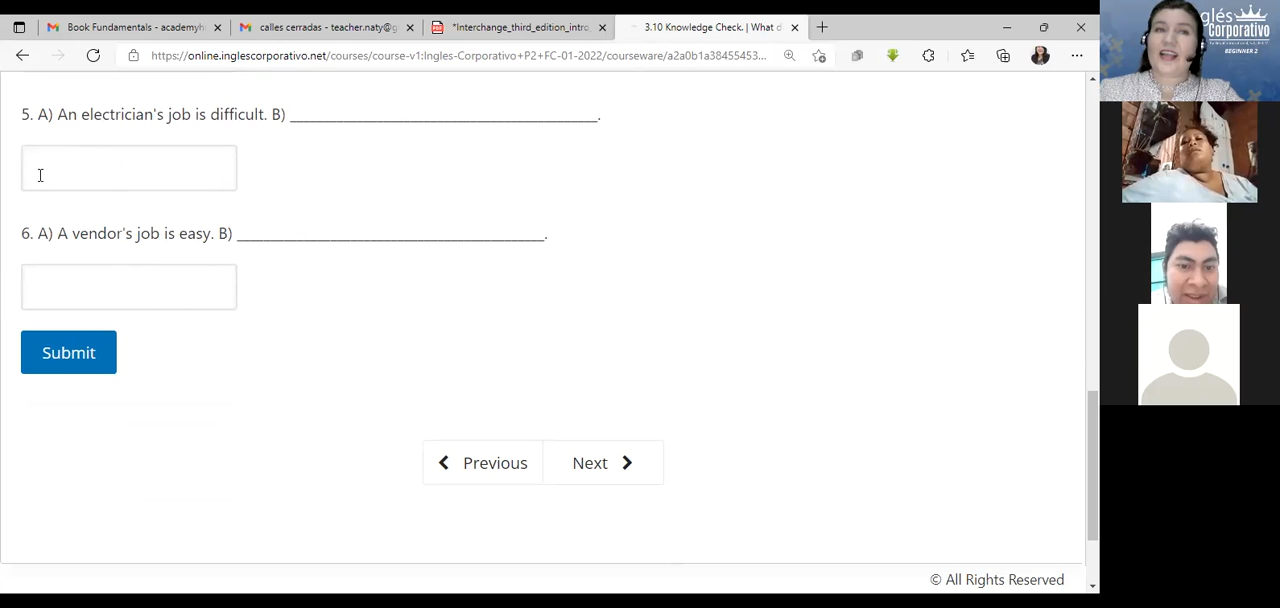 Book Fundamentals - academyh
calles cerradas - teacher.naty@g
*Interchange_third_edition_intro
3.10 Knowledge Check. | What d
https://online.inglescorporativo.net/courses/course-v1:Ingles-Corporativo+P2+FC-01-2022/courseware/a2a0b1a38455453...
glés
Corporativo
BEGINNER 2
5. A) An electrician's job is difficult. B) ________________________________________.
6. A) A vendor's job is easy. B) ________________________________________.
Submit
Previous
Next
© All Rights Reserved